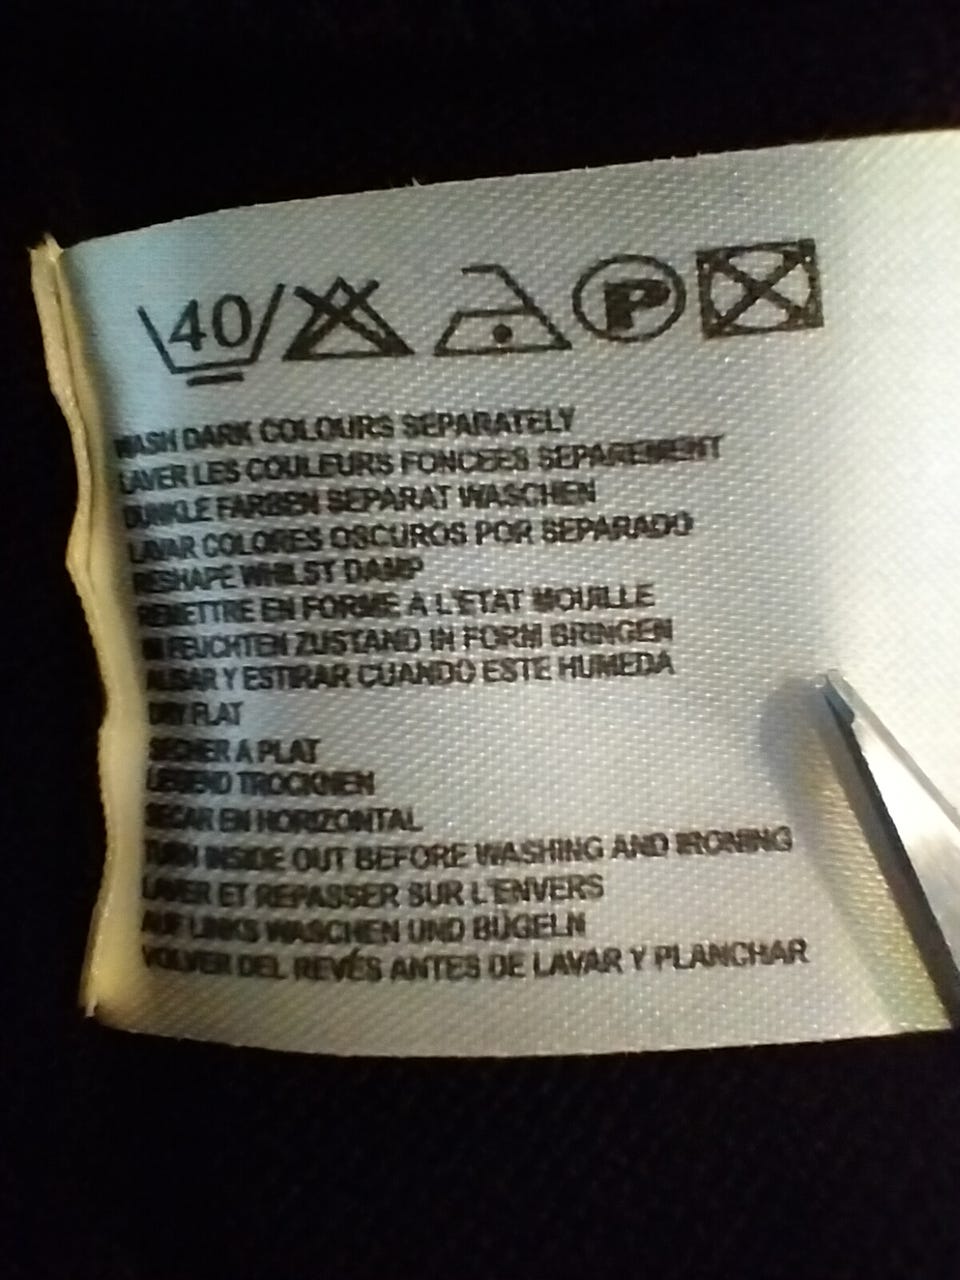 40
P
WASH DARK COLOURS SEPARATELY
LAVER LES COULEURS FONCEES SEPAREMENT
DUNKLE FARBEN SEPARAT WASCHEN
LAVAR COLORES OSCUROS POR SEPARADO
RESHAPE WHILST DAMP
REMETTRE EN FORME A L'ETAT MOUILLE
IN FEUCHTEN ZUSTAND IN FORM BRINGEN
ALISAR Y ESTIRAR CUANDO ESTE HUMEDA
DRY FLAT
SECHER A PLAT
LIEGEND TROCKNEN
SECAR EN HORIZONTAL
TURN INSIDE OUT BEFORE WASHING AND IRONING
LAVER ET REPASSER SUR L'ENVERS
AUF LINKS WASCHEN UND BÜGELN
VOLVER DEL REVÉS ANTES DE LAVAR Y PLANCHAR